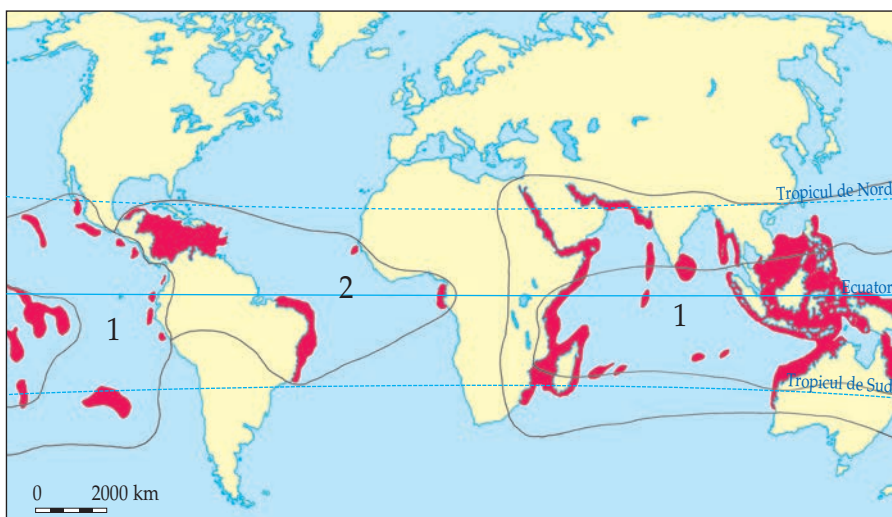 Tropicul de Nord
2
Ecuator
1
1
Tropicul de Sud
0 2000 km